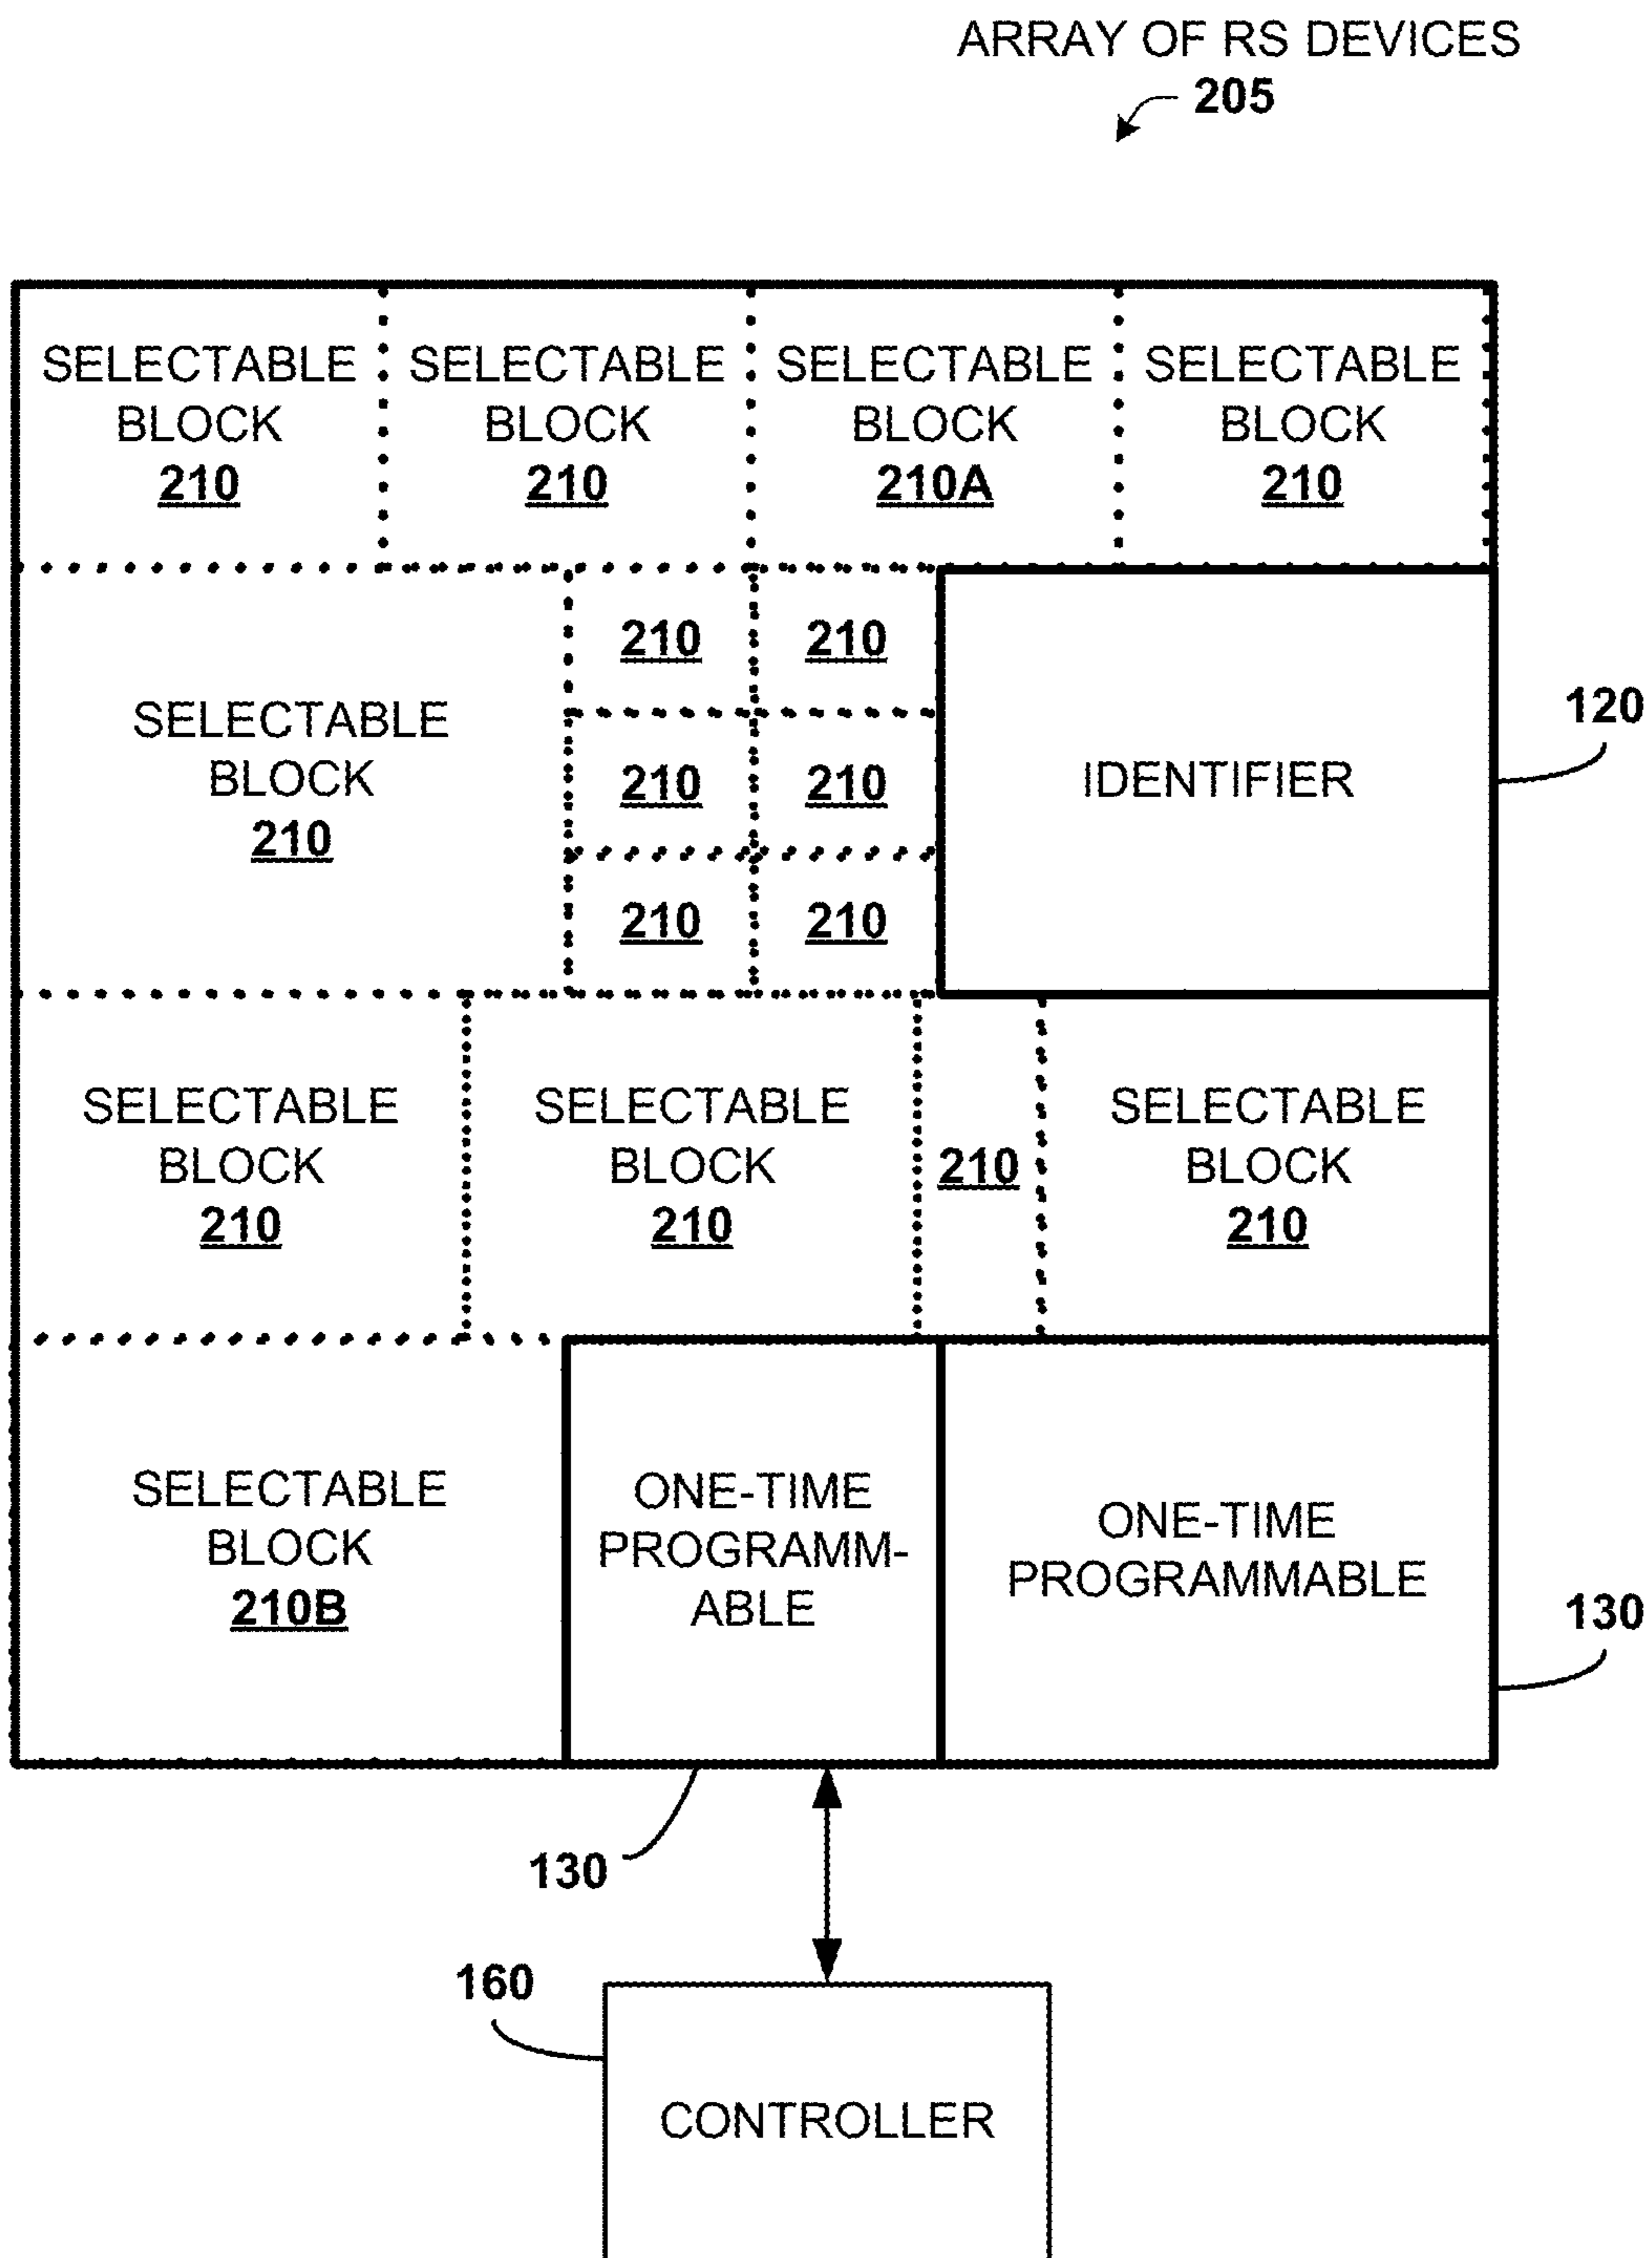 ARRAY OF RS DEVICES
205
SELECTABLE
BLOCK
210
SELECTABLE
BLOCK
210
SELECTABLE
BLOCK
210A
SELECTABLE
BLOCK
210
SELECTABLE
BLOCK
210
210
210
210
210
210
210
IDENTIFIER
120
SELECTABLE
BLOCK
210
SELECTABLE
BLOCK
210
210
SELECTABLE
BLOCK
210
SELECTABLE
BLOCK
210B
ONE-TIME
PROGRAMM-
ABLE
ONE-TIME
PROGRAMMABLE
130
130
160
CONTROLLER